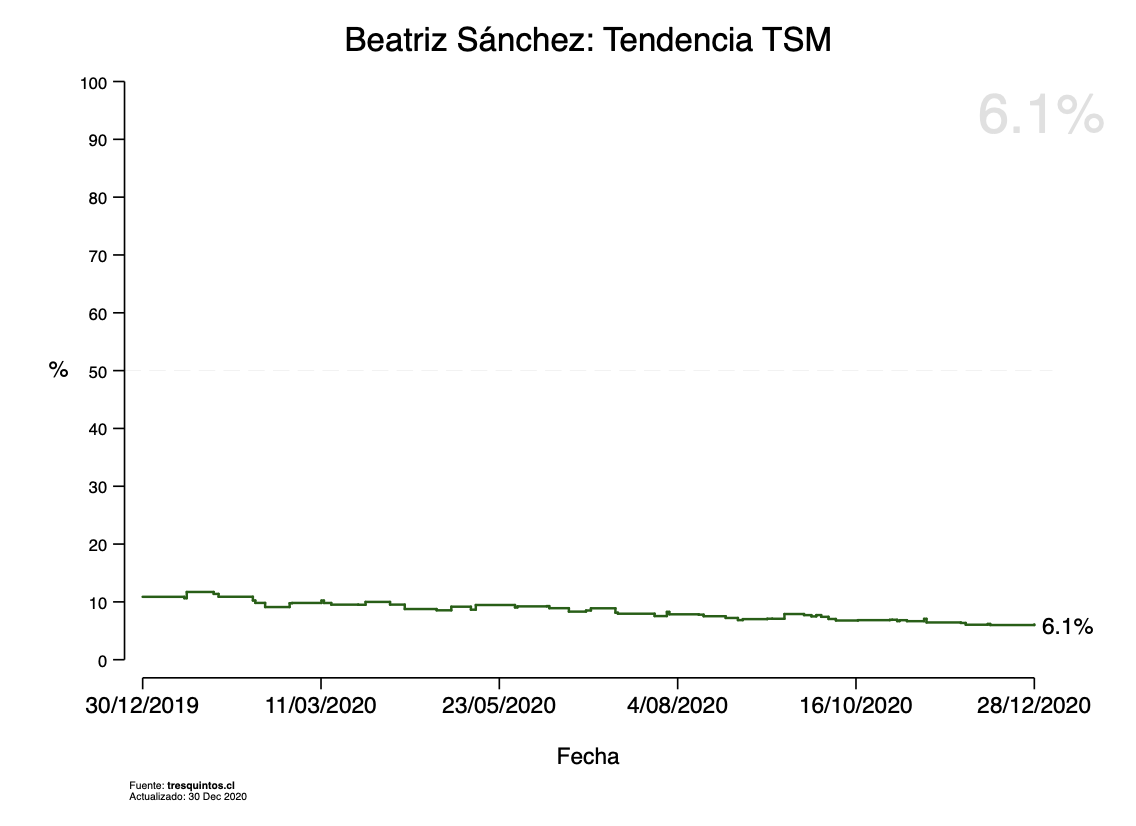 Beatriz Sánchez: Tendencia TSM
6.1%
100
90
80
70
60
% 50
40
30
20
10
0
6.1%
30/12/2019 11/03/2020 23/05/2020 4/08/2020 16/10/2020 28/12/2020
Fecha
Fuente: tresquintos.cl
Actualizado: 30 Dec 2020